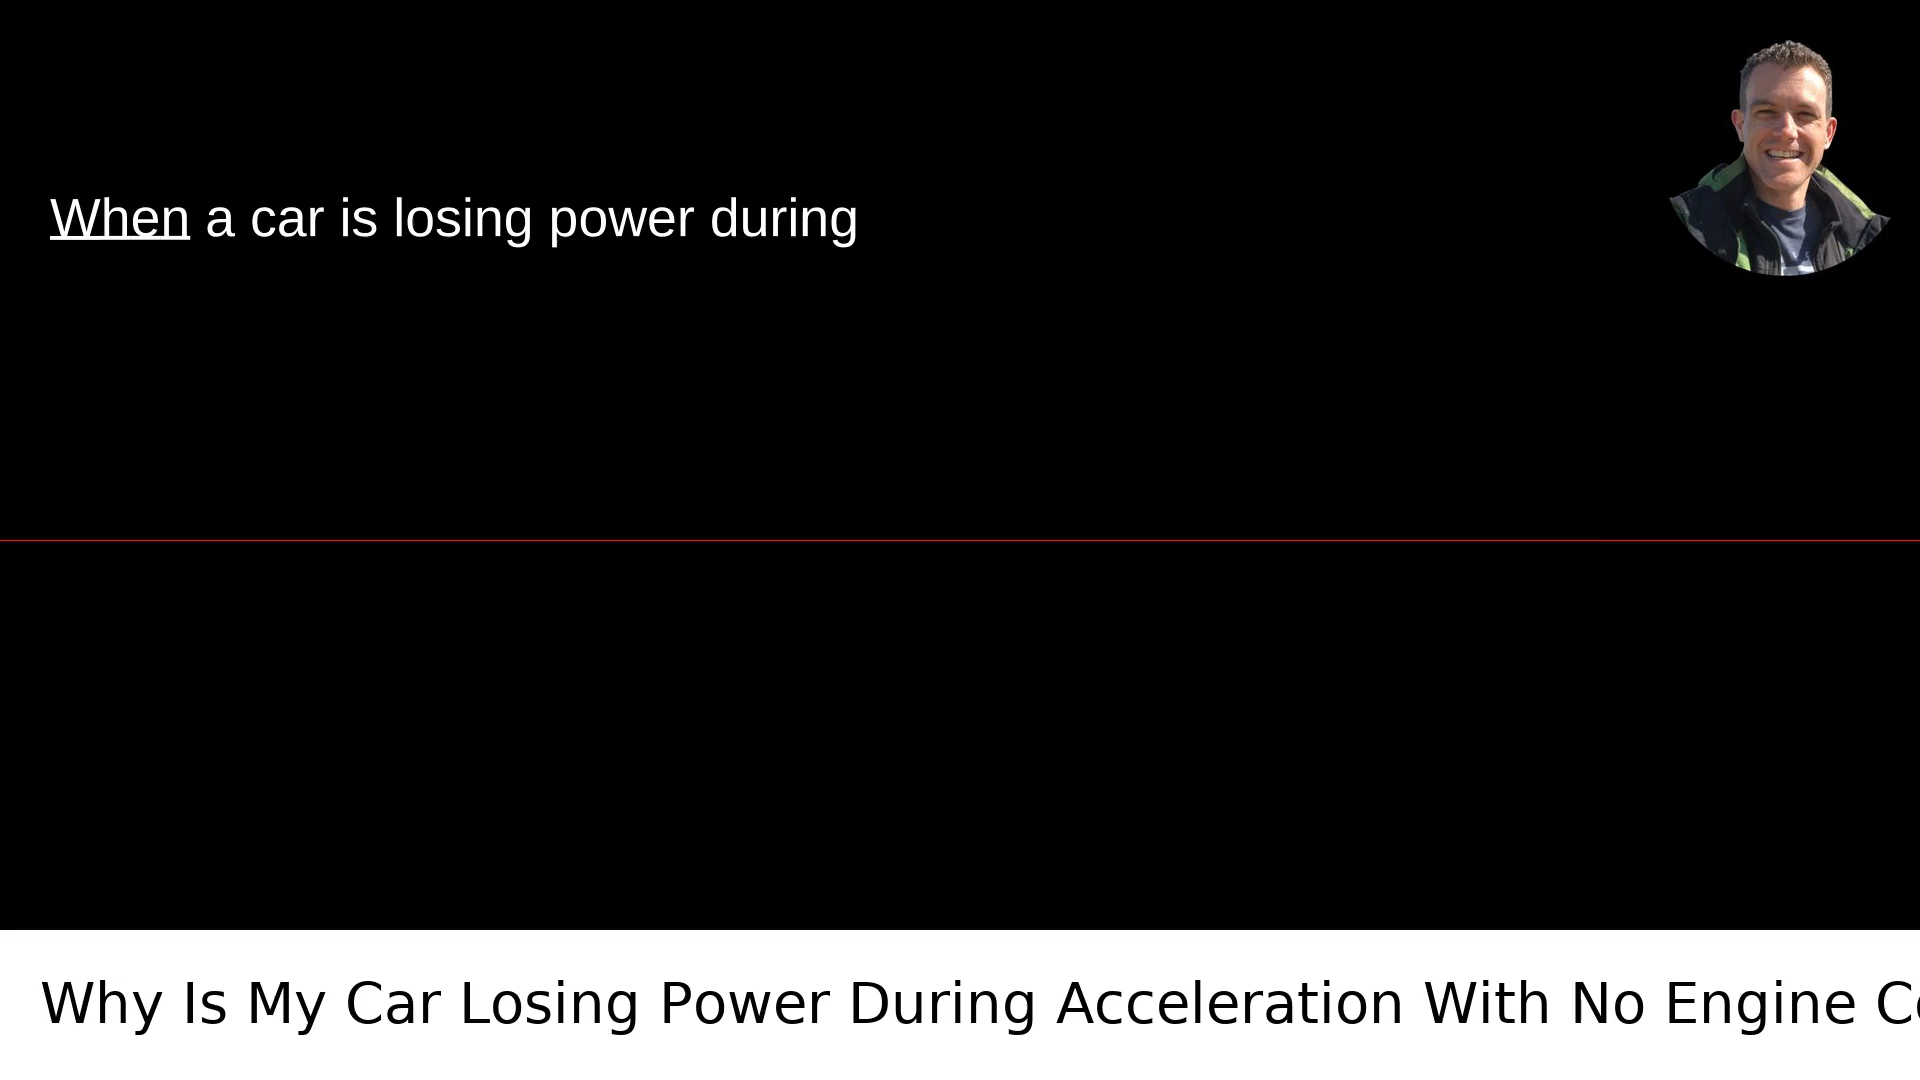 When a car is losing power during
Why Is My Car Losing Power During Acceleration With No Engine